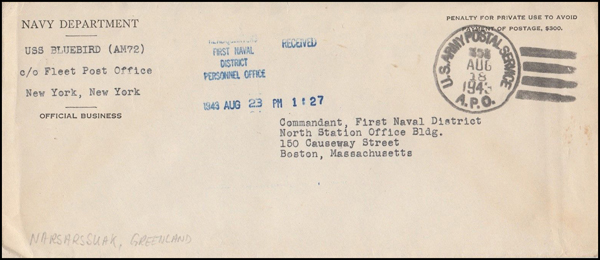 NAVY DEPARTMENT
USS BLUEBIRD (AM72)
c/o Fleet Post Office
New York, New York
OFFICIAL BUSINESS
PENALTY FOR PRIVATE USE TO AVOID
PAYMENT OF POSTAGE, $300.
RECEIVED
FIRST NAVAL
DISTRICT
PERSONNEL OFFICE
1943 AUG 23 PM 1:27
U.S. ARMY POSTAL SERVICE
AUG
18
1943
A.P.O.
Commandant, First Naval District
North Station Office Bldg.
150 Causeway Street
Boston, Massachusetts
NARSARSSUAK, GREENLAND